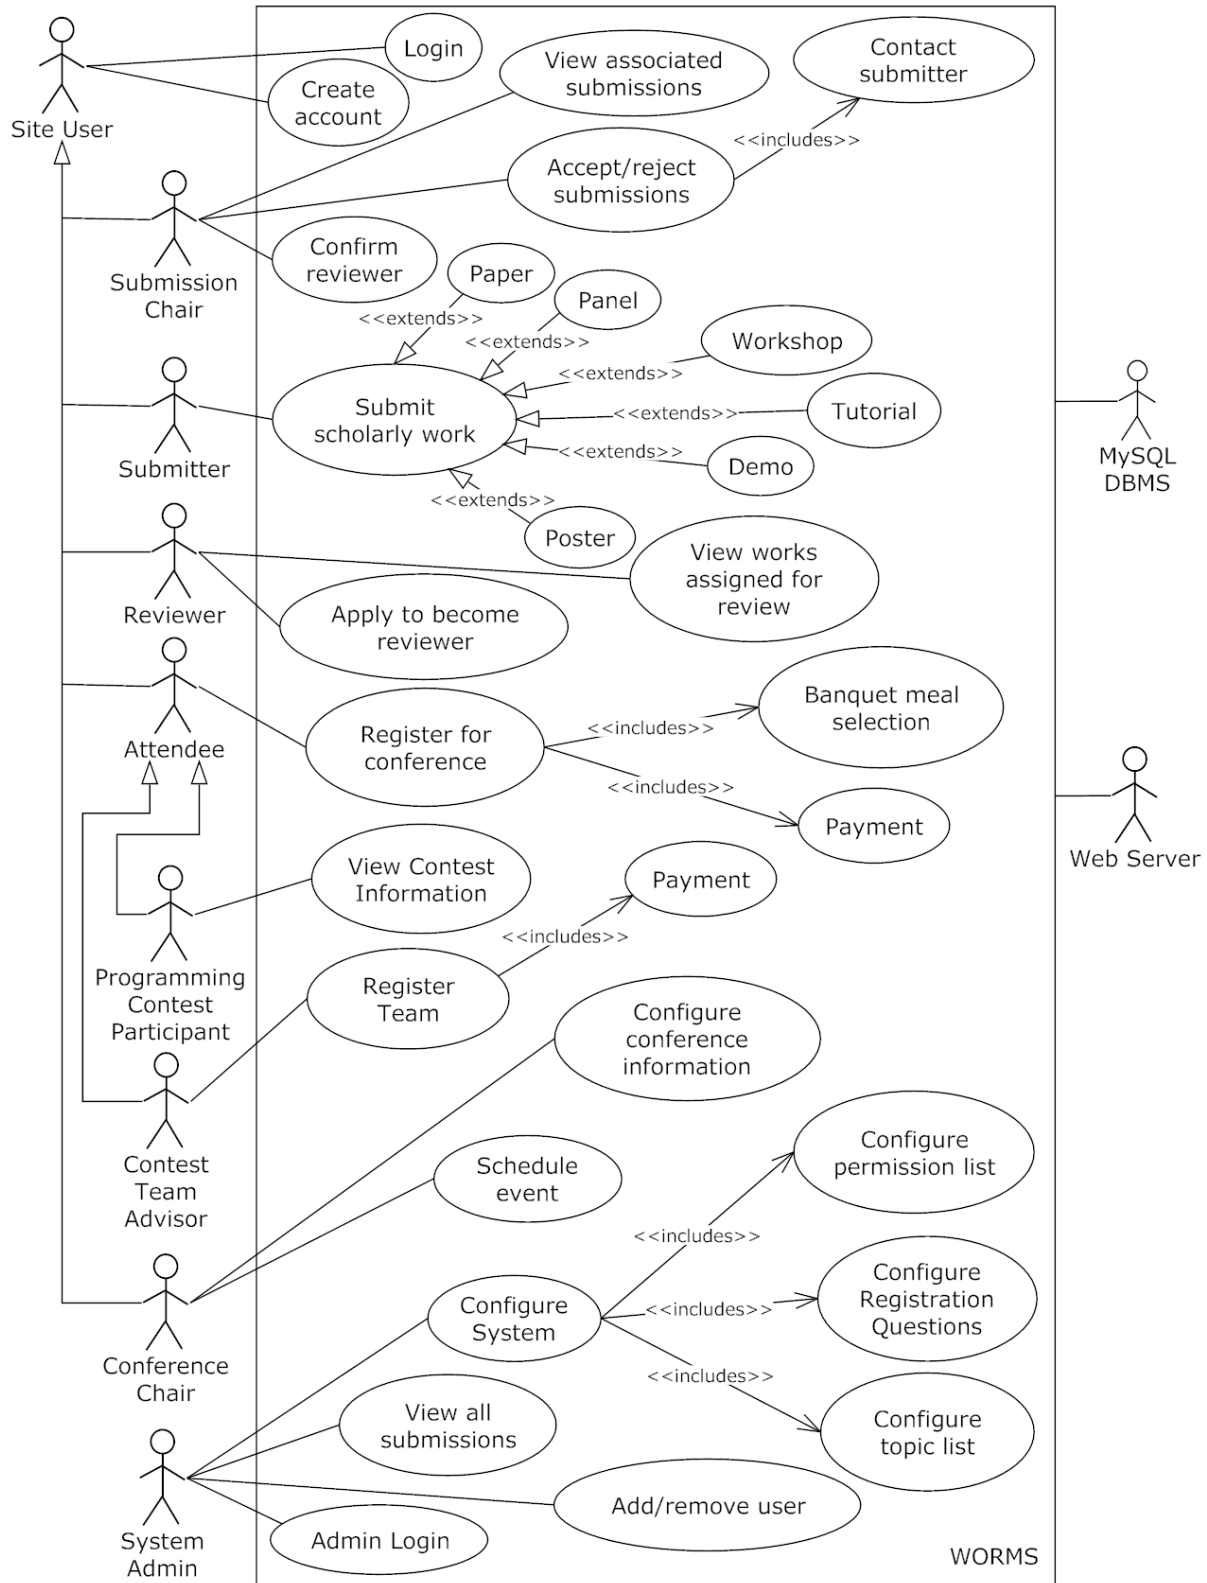 Login
Create
account
Site User
View associated
submissions
Contact
submitter
<<includes>>
Accept/reject
submissions
Submission
Chair
Confirm
reviewer
Paper
<<extends>>
Panel
<<extends>>
Workshop
<<extends>>
Submit
scholarly work
Submitter
Tutorial
<<extends>>
Demo
<<extends>>
Poster
<<extends>>
MySQL
DBMS
Reviewer
View works
assigned for
review
Apply to become
reviewer
Attendee
Register for
conference
<<includes>>
Banquet meal
selection
<<includes>>
Payment
Web Server
View Contest
Information
Payment
<<includes>>
Programming
Contest
Participant
Register
Team
Configure
conference
information
Contest
Team
Advisor
Schedule
event
Configure
permission list
<<includes>>
Conference
Chair
Configure
System
<<includes>>
Configure
Registration
Questions
<<includes>>
Configure
topic list
View all
submissions
System
Admin
Add/remove user
Admin Login
WORMS